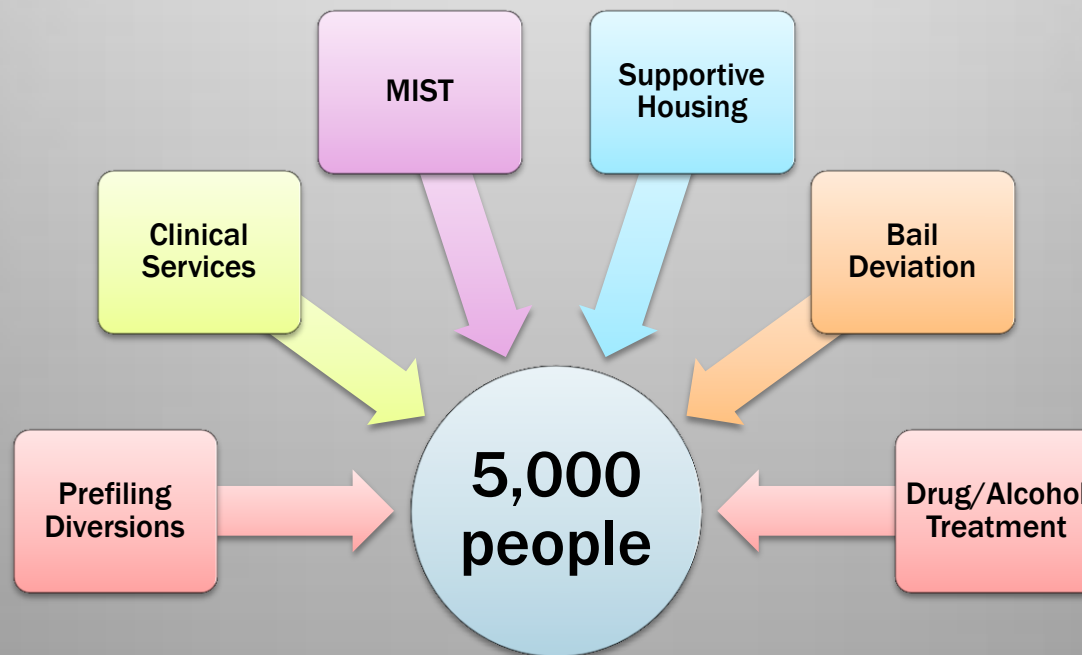 MIST
Supportive
Housing
Clinical
Services
Bail
Deviation
Prefiling
Diversions
5,000
people
Drug/Alcohol
Treatment